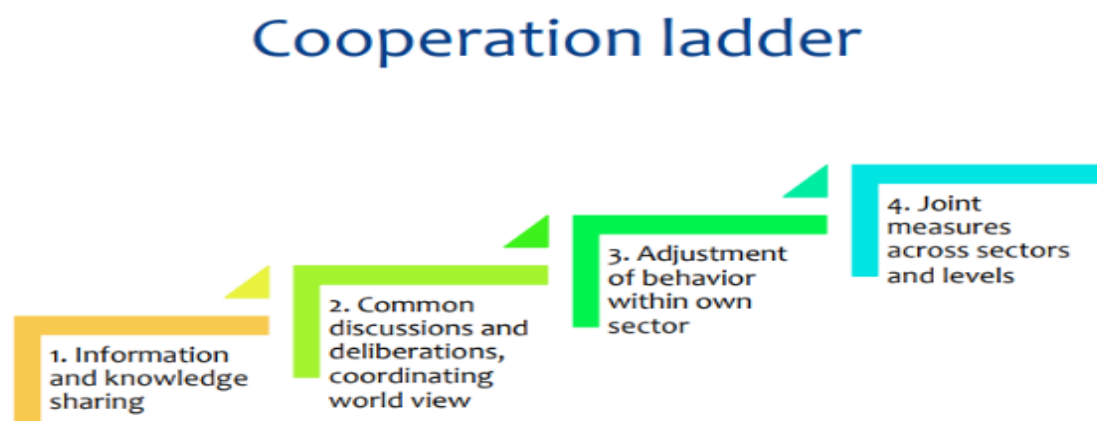 Cooperation ladder
1. Information
and knowledge
sharing
2. Common
discussions and
deliberations,
coordinating
world view
3. Adjustment
of behavior
within own
sector
4. Joint
measures
across sectors
and levels